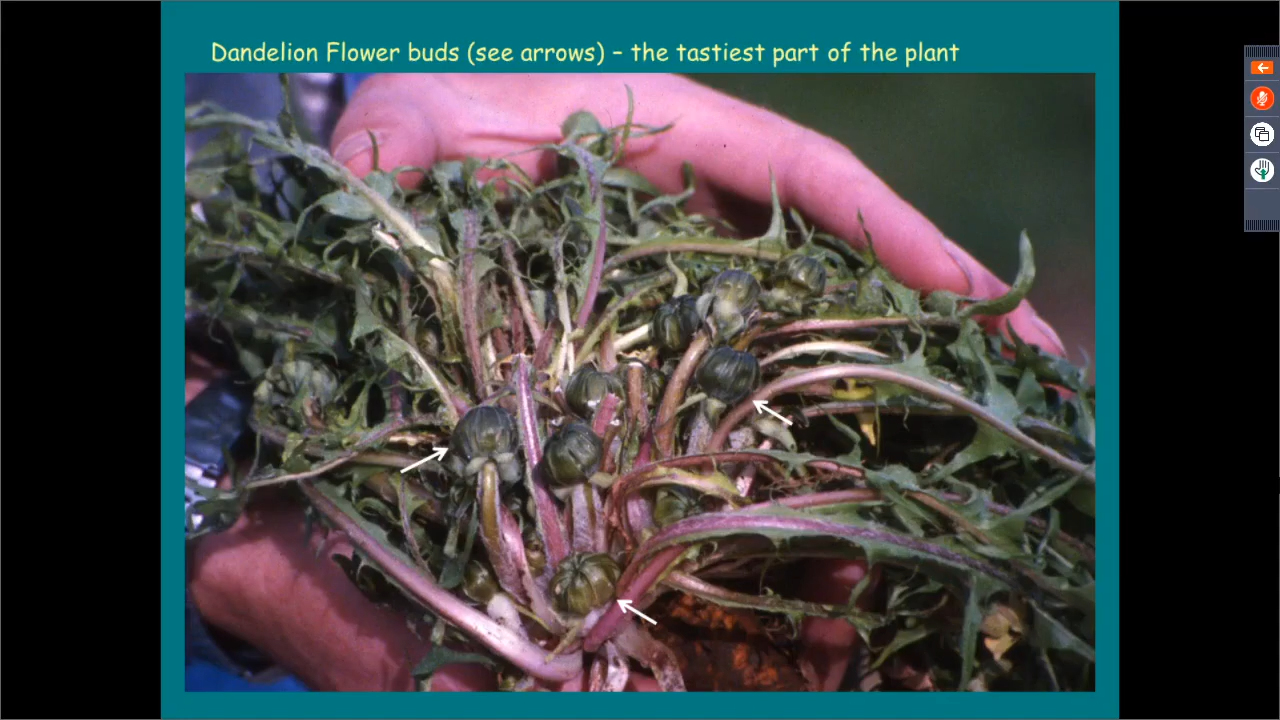 Dandelion Flower buds (see arrows) – the tastiest part of the plant